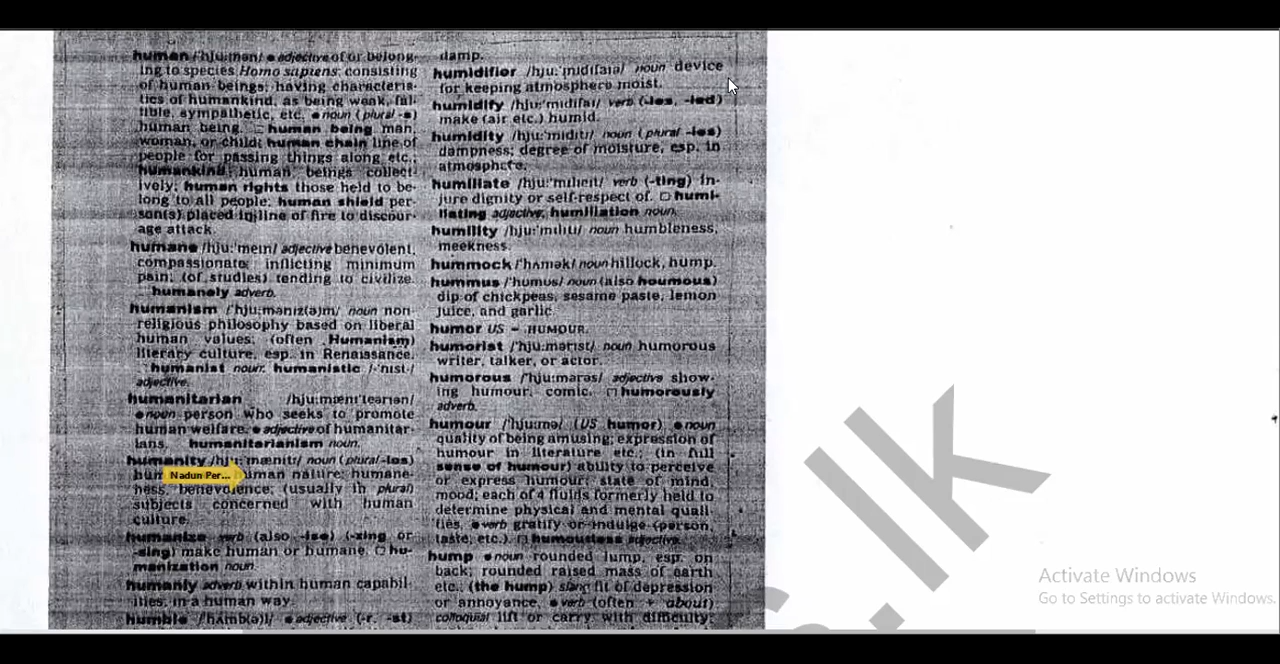 human /'hju:mən/ ● adjective of or belong-
ing to species Homo sapiens; consisting
of human beings; having characteris-
tics of humankind, as being weak, fal-
lible, sympathetic, etc. ● noun (plural -s)
human being. □ human being man,
woman, or child; human chain line of
people for passing things along etc.;
humankind human beings collect-
ively; human rights those held to be-
long to all people; human shield per-
son(s) placed in line of fire to discour-
age attack.
humane /hju:'meɪn/ adjective benevolent,
compassionate; inflicting minimum
pain; (of studies) tending to civilize.
humanely adverb.
humanism /'hju:mənɪz(ə)m/ noun non-
religious philosophy based on liberal
human values; (often Humanism)
literary culture, esp. in Renaissance.
humanist noun. humanistic /-'nɪst-/
adjective.
humanitarian /hju:mænɪ'teərɪən/
● noun person who seeks to promote
human welfare. ● adjective of humanitar-
ians. humanitarianism noun.
humanity /hju:'mænɪtɪ/ noun (plural -ies)
Nadun Per... human nature; humane-
ness, benevolence; (usually in plural)
subjects concerned with human
culture.
humanize verb (also -ise) (-zing or
-sing) make human or humane. □ hu-
manization noun.
humanly adverb within human capabil-
ities; in a human way.
humble /'hʌmb(ə)l/ ● adjective (-r, -st)
damp.
humidifier /hju:'mɪdɪfaɪə/ noun device
for keeping atmosphere moist.
humidify /hju:'mɪdɪfaɪ/ verb (-ies, -ied)
make (air etc.) humid.
humidity /hju:'mɪdɪtɪ/ noun (plural -ies)
dampness; degree of moisture, esp. in
atmosphere.
humiliate /hju:'mɪlɪeɪt/ verb (-ting) in-
jure dignity or self-respect of. □ humi-
liating adjective; humiliation noun.
humility /hju:'mɪlɪtɪ/ noun humbleness;
meekness.
hummock /'hʌmək/ noun hillock, hump.
hummus /'hʊmʊs/ noun (also houmous)
dip of chickpeas, sesame paste, lemon
juice, and garlic.
humor US = HUMOUR.
humorist /'hju:mərɪst/ noun humorous
writer, talker, or actor.
humorous /'hju:mərəs/ adjective show-
ing humour, comic. □ humorously
adverb.
humour /'hju:mə/ (US humor) ● noun
quality of being amusing; expression of
humour in literature etc.; (in full
sense of humour) ability to perceive
or express humour; state of mind,
mood; each of 4 fluids formerly held to
determine physical and mental quali-
ties. ● verb gratify or indulge (person,
taste, etc.). □ humourless adjective.
hump ● noun rounded lump, esp. on
back; rounded raised mass of earth
etc.; (the hump) slang fit of depression
or annoyance. ● verb (often + about)
colloquial lift or carry with difficulty;
s.lk
Activate Windows
Go to Settings to activate Windows.